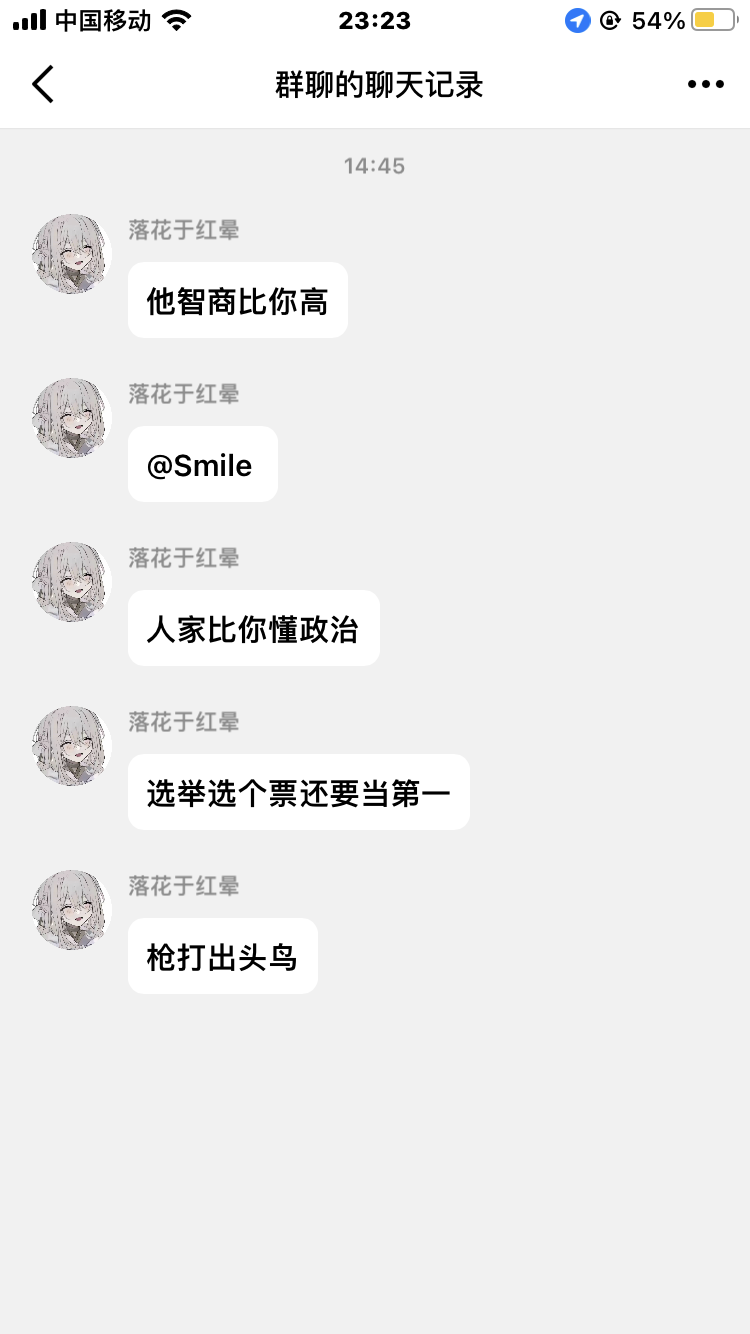 中国移动 23:23 54%
群聊的聊天记录
14:45
落花于红晕
他智商比你高
落花于红晕
@Smile
落花于红晕
人家比你懂政治
落花于红晕
选举选个票还要当第一
落花于红晕
枪打出头鸟